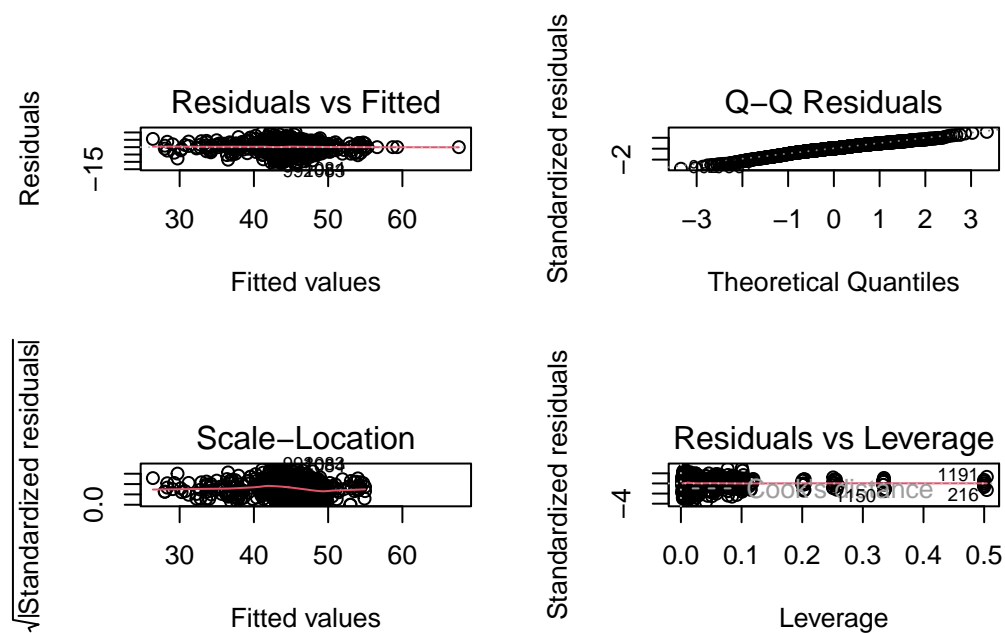 Residuals vs Fitted
Residuals
−15
30 40 50 60
Fitted values
Q−Q Residuals
Standardized residuals
−2
−3 −1 0 1 2 3
Theoretical Quantiles
Scale−Location
√|Standardized residuals|
0.0
30 40 50 60
Fitted values
Residuals vs Leverage
Standardized residuals
−4
Cook's distance
1191
1150
216
0.0 0.1 0.2 0.3 0.4 0.5
Leverage